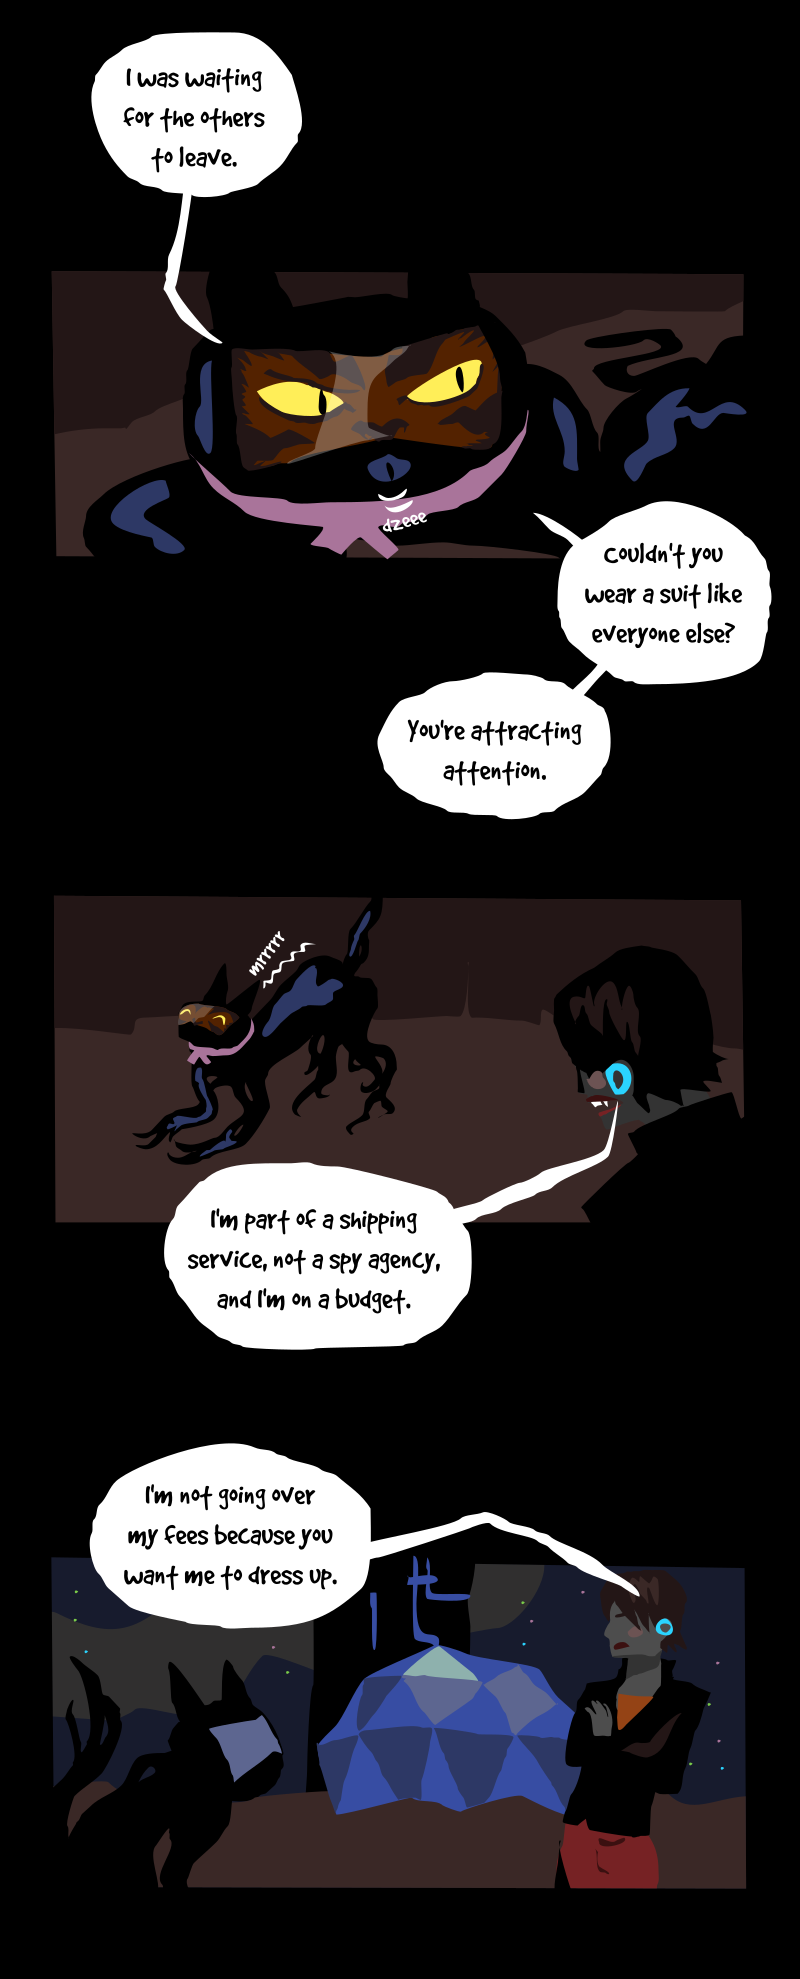 I was waiting
for the others
to leave.
dzeee
Couldn't you
wear a suit like
everyone else?
You're attracting
attention.
mrrrrr
I'm part of a shipping
service, not a spy agency,
and I'm on a budget.
I'm not going over
my fees because you
want me to dress up.